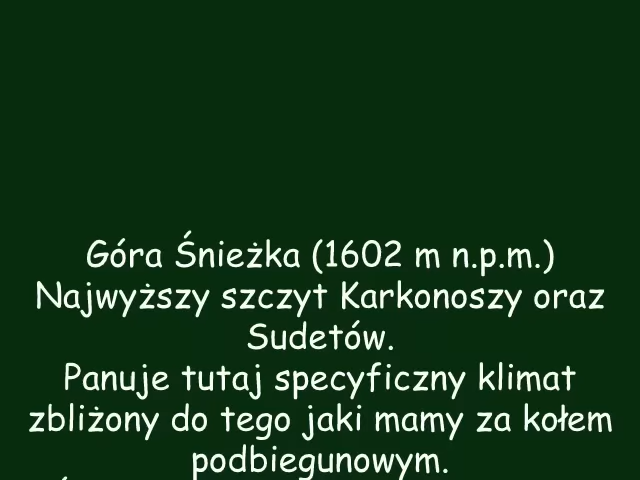 Góra Śnieżka (1602 m n.p.m.)
Najwyższy szczyt Karkonoszy oraz
Sudetów.
Panuje tutaj specyficzny klimat
zbliżony do tego jaki mamy za kołem
podbiegunowym.